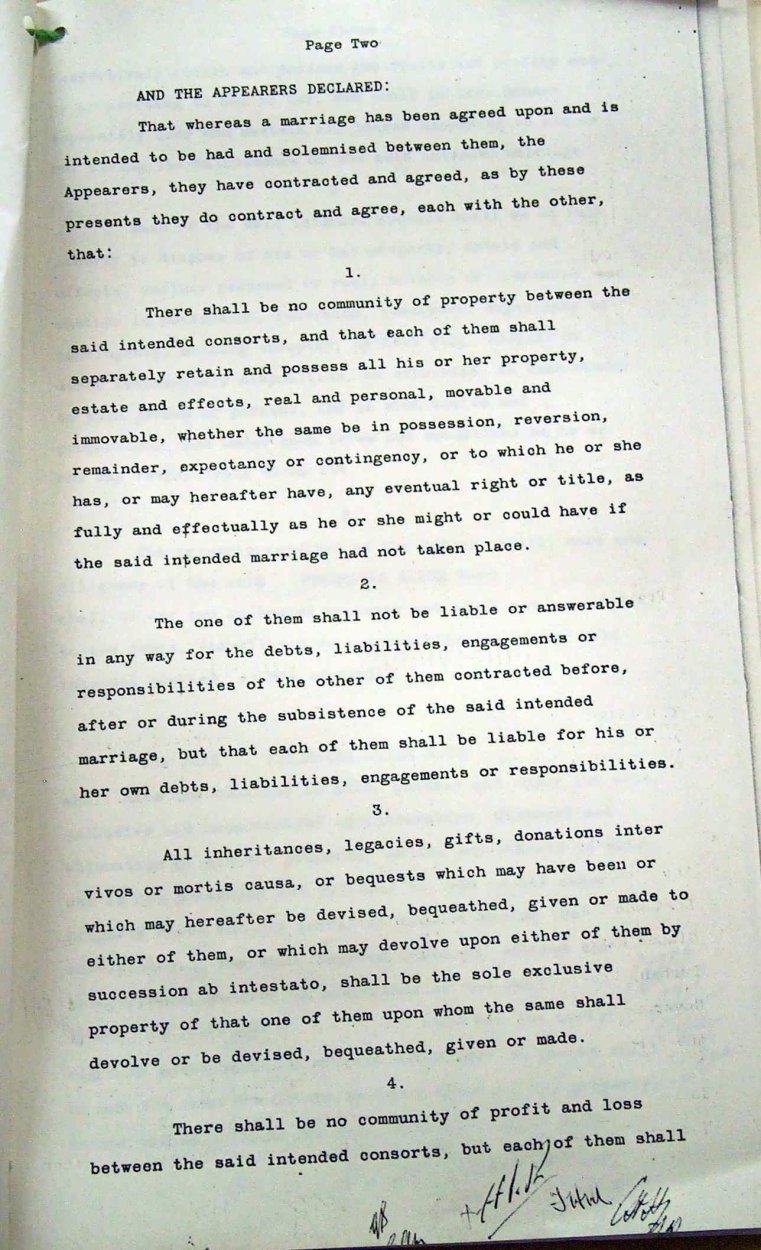 Page Two
AND THE APPEARERS DECLARED:
That whereas a marriage has been agreed upon and is
intended to be had and solemnised between them, the
Appearers, they have contracted and agreed, as by these
presents they do contract and agree, each with the other,
that:
1.
There shall be no community of property between the
said intended consorts, and that each of them shall
separately retain and possess all his or her property,
estate and effects, real and personal, movable and
immovable, whether the same be in possession, reversion,
remainder, expectancy or contingency, or to which he or she
has, or may hereafter have, any eventual right or title, as
fully and effectually as he or she might or could have if
the said intended marriage had not taken place.
2.
The one of them shall not be liable or answerable
in any way for the debts, liabilities, engagements or
responsibilities of the other of them contracted before,
after or during the subsistence of the said intended
marriage, but that each of them shall be liable for his or
her own debts, liabilities, engagements or responsibilities.
3.
All inheritances, legacies, gifts, donations inter
vivos or mortis causa, or bequests which may have been or
which may hereafter be devised, bequeathed, given or made to
either of them, or which may devolve upon either of them by
succession ab intestato, shall be the sole exclusive
property of that one of them upon whom the same shall
devolve or be devised, bequeathed, given or made.
4.
There shall be no community of profit and loss
between the said intended consorts, but each of them shall